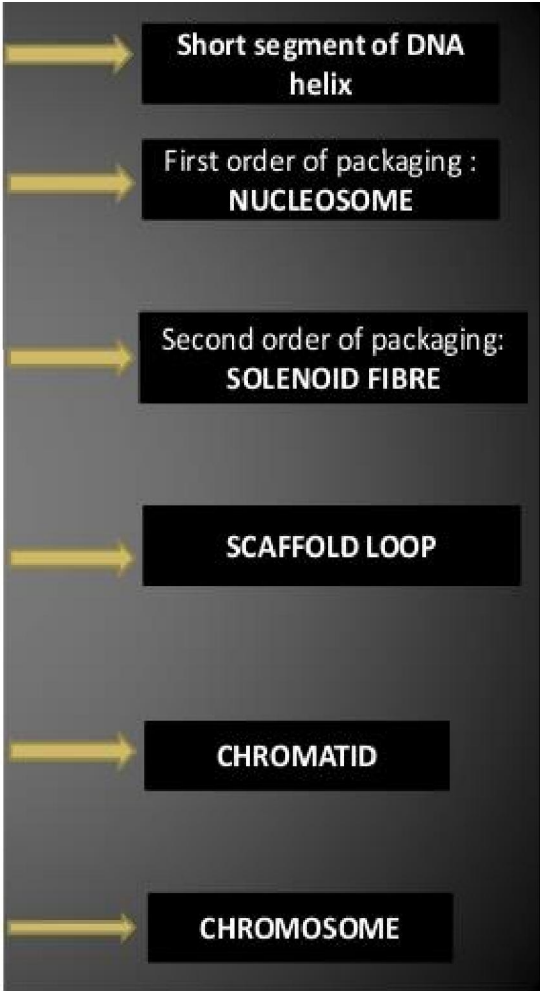 Short segment of DNA
helix
First order of packaging :
NUCLEOSOME
Second order of packaging:
SOLENOID FIBRE
SCAFFOLD LOOP
CHROMATID
CHROMOSOME